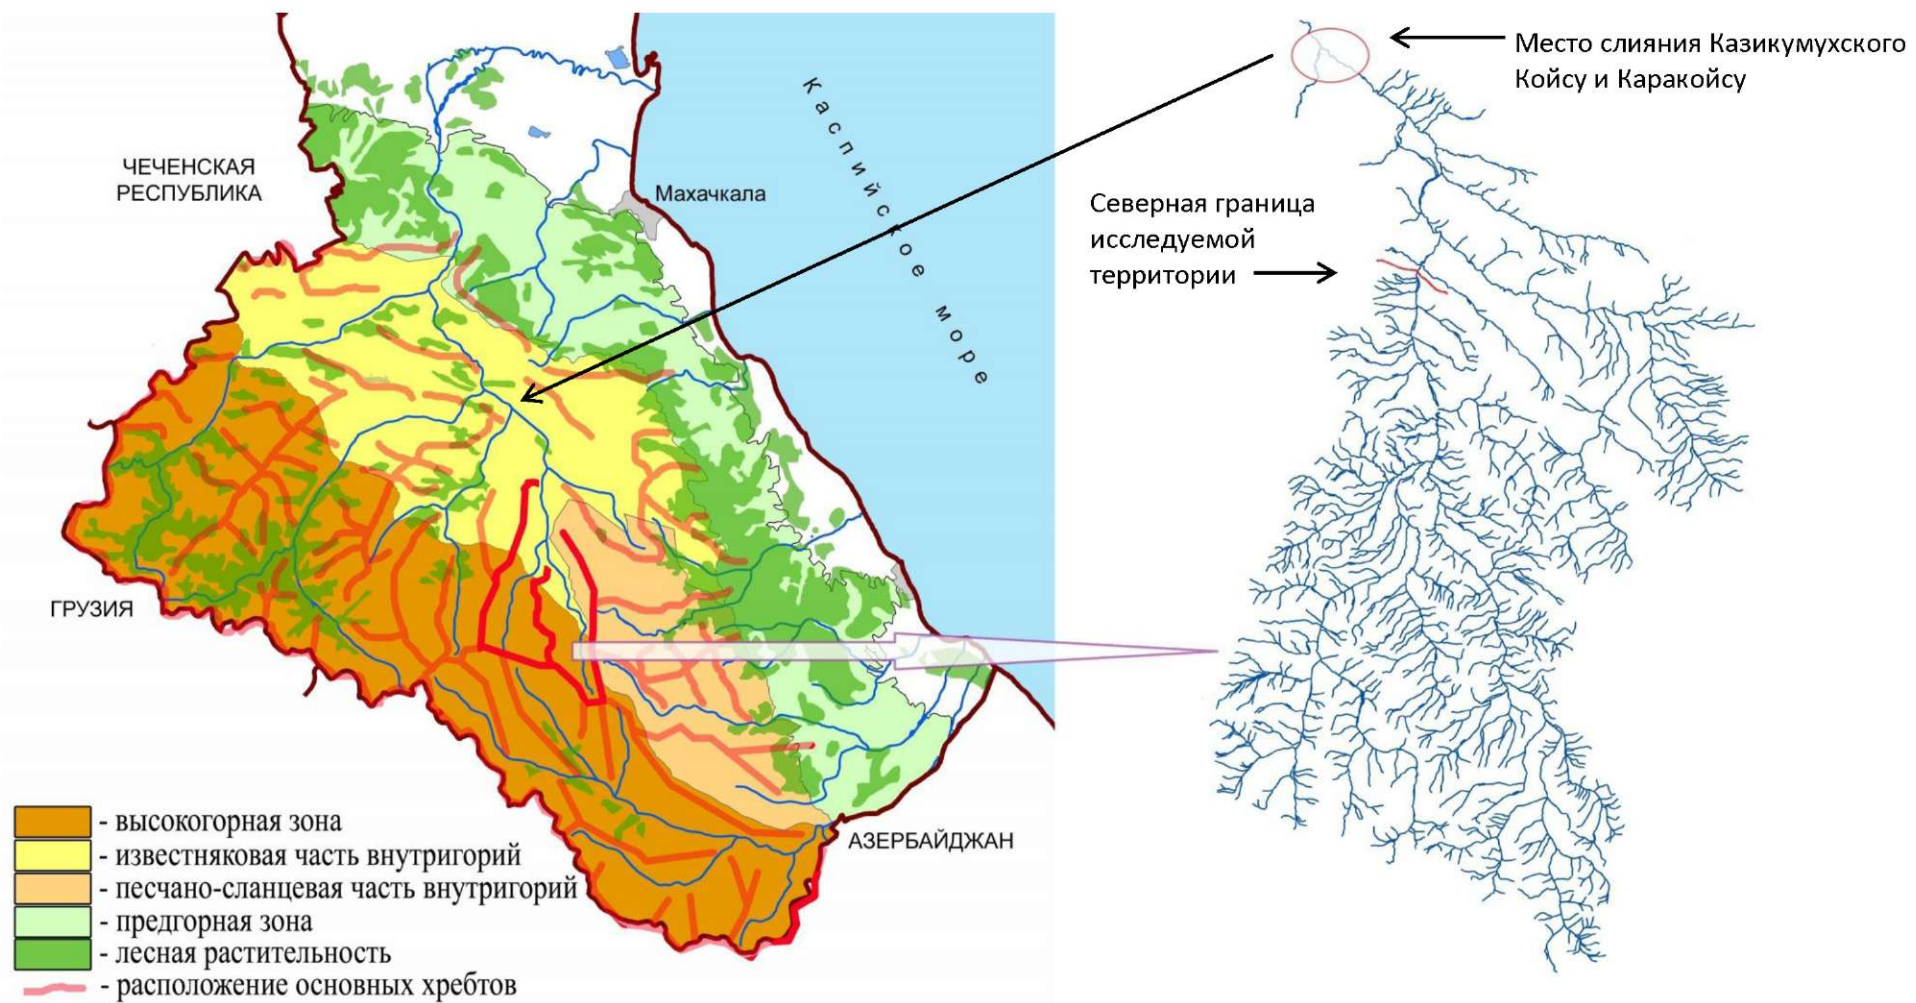 Место слияния Казикумухского
Койсу и Каракойсу
ЧЕЧЕНСКАЯ
РЕСПУБЛИКА
Махачкала
Каспийское море
Северная граница
исследуемой
территории
ГРУЗИЯ
АЗЕРБАЙДЖАН
- высокогорная зона
- известняковая часть внутригорий
- песчано-сланцевая часть внутригорий
- предгорная зона
- лесная растительность
- расположение основных хребтов